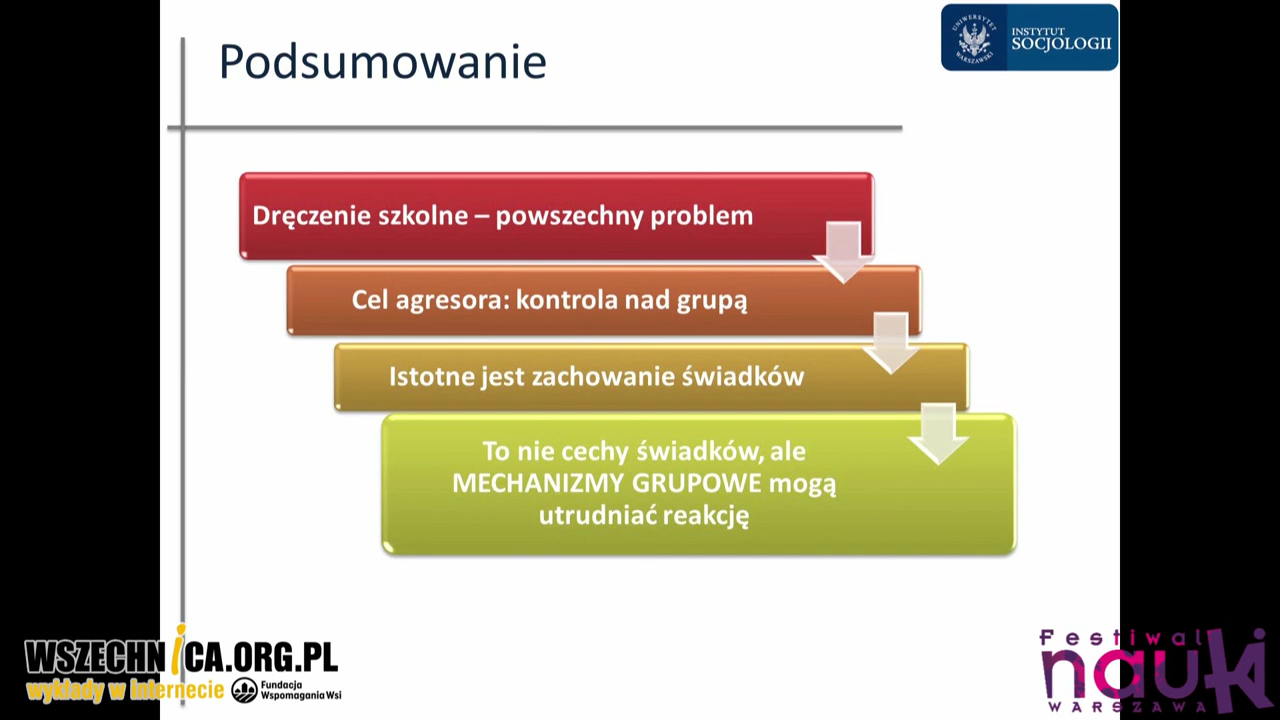 Podsumowanie
UNIWERSYTET
WARSZAWSKI
INSTYTUT
SOCJOLOGII
Dręczenie szkolne – powszechny problem
Cel agresora: kontrola nad grupą
Istotne jest zachowanie świadków
To nie cechy świadków, ale
MECHANIZMY GRUPOWE mogą
utrudniać reakcję
WSZECHNICA.ORG.PL
wykłady w Internecie
Fundacja
Wspomagania Wsi
Festiwal
nauki
WARSZAWA